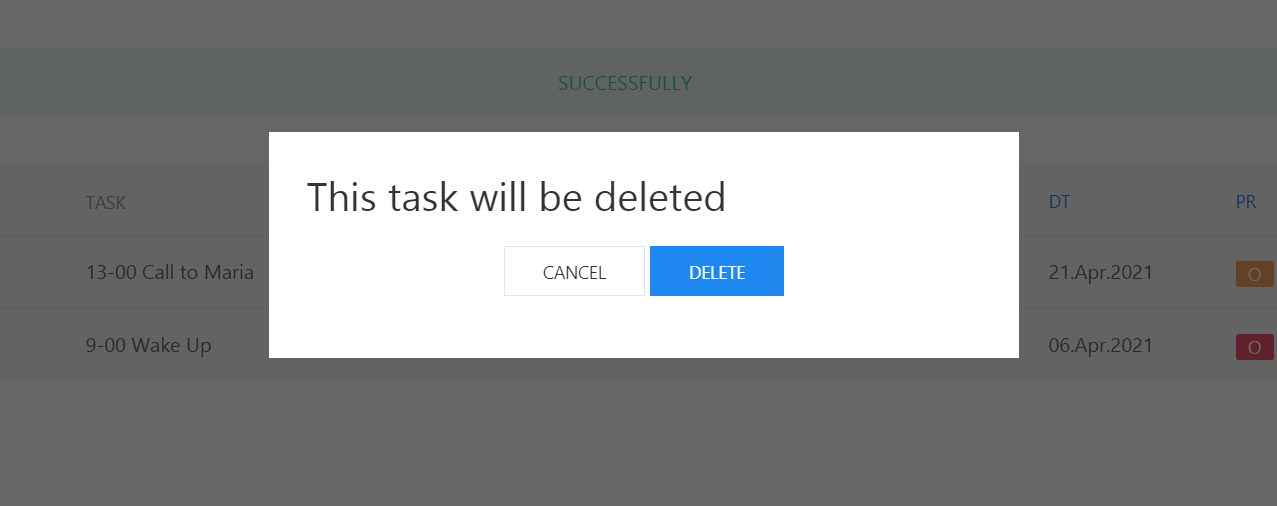 SUCCESSFULLY
This task will be deleted
CANCEL DELETE
TASK DT PR
13-00 Call to Maria 21.Apr.2021 O
9-00 Wake Up 06.Apr.2021 O